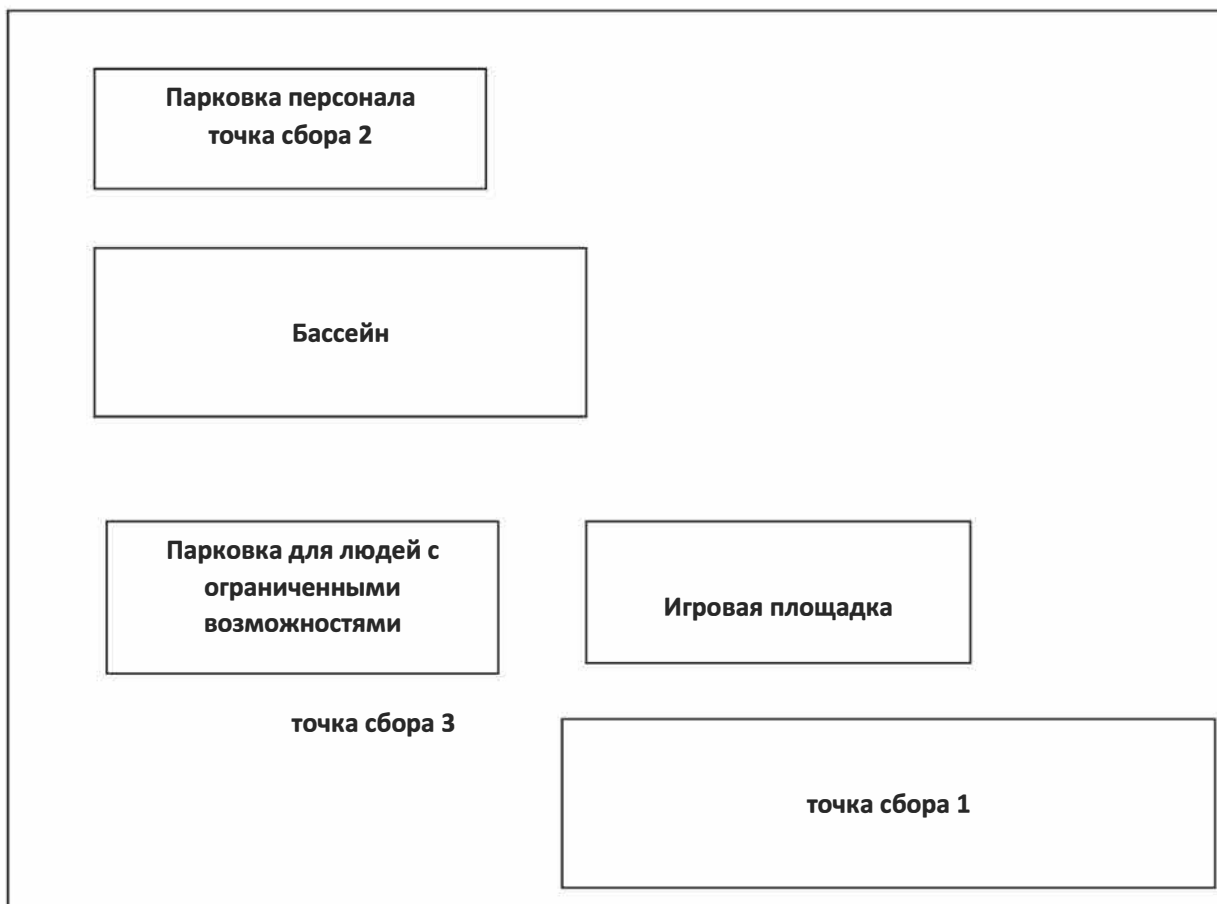 Парковка персонала
точка сбора 2
Бассейн
Парковка для людей с
ограниченными
возможностями
Игровая площадка
точка сбора 3
точка сбора 1